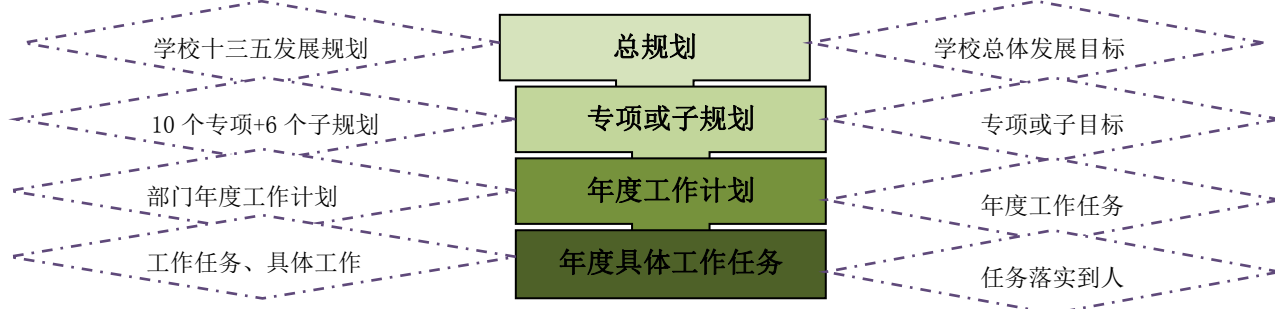 学校十三五发展规划
总规划
学校总体发展目标
10 个专项+6 个子规划
专项或子规划
专项或子目标
部门年度工作计划
年度工作计划
年度工作任务
工作任务、具体工作
年度具体工作任务
任务落实到人